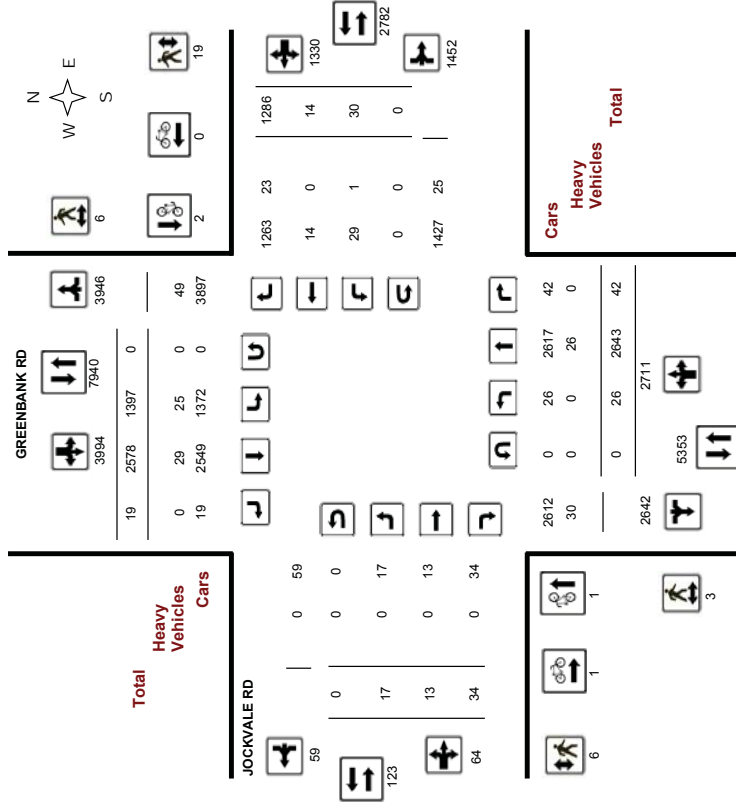 N
W E
S
2782
1330
1452
19
0
6
2
GREENBANK RD
7940
3946
3994
19 2578 1397 0
0 29 25 0 49
19 2549 1372 0 3897
1286
14
30
0
1263 23
14 0
29 1
0 0
1427 25
Total
Heavy
Vehicles
Cars
Cars
Heavy
Vehicles
Total
JOCKVALE RD
0 59
0 0
0 17
0 13
0 34
0
17
13
34
59
123
64
2612 0 26 2617 42
30 0 0 26 0
0 26 2643 42
2642 2711
5353
1
1
6
3